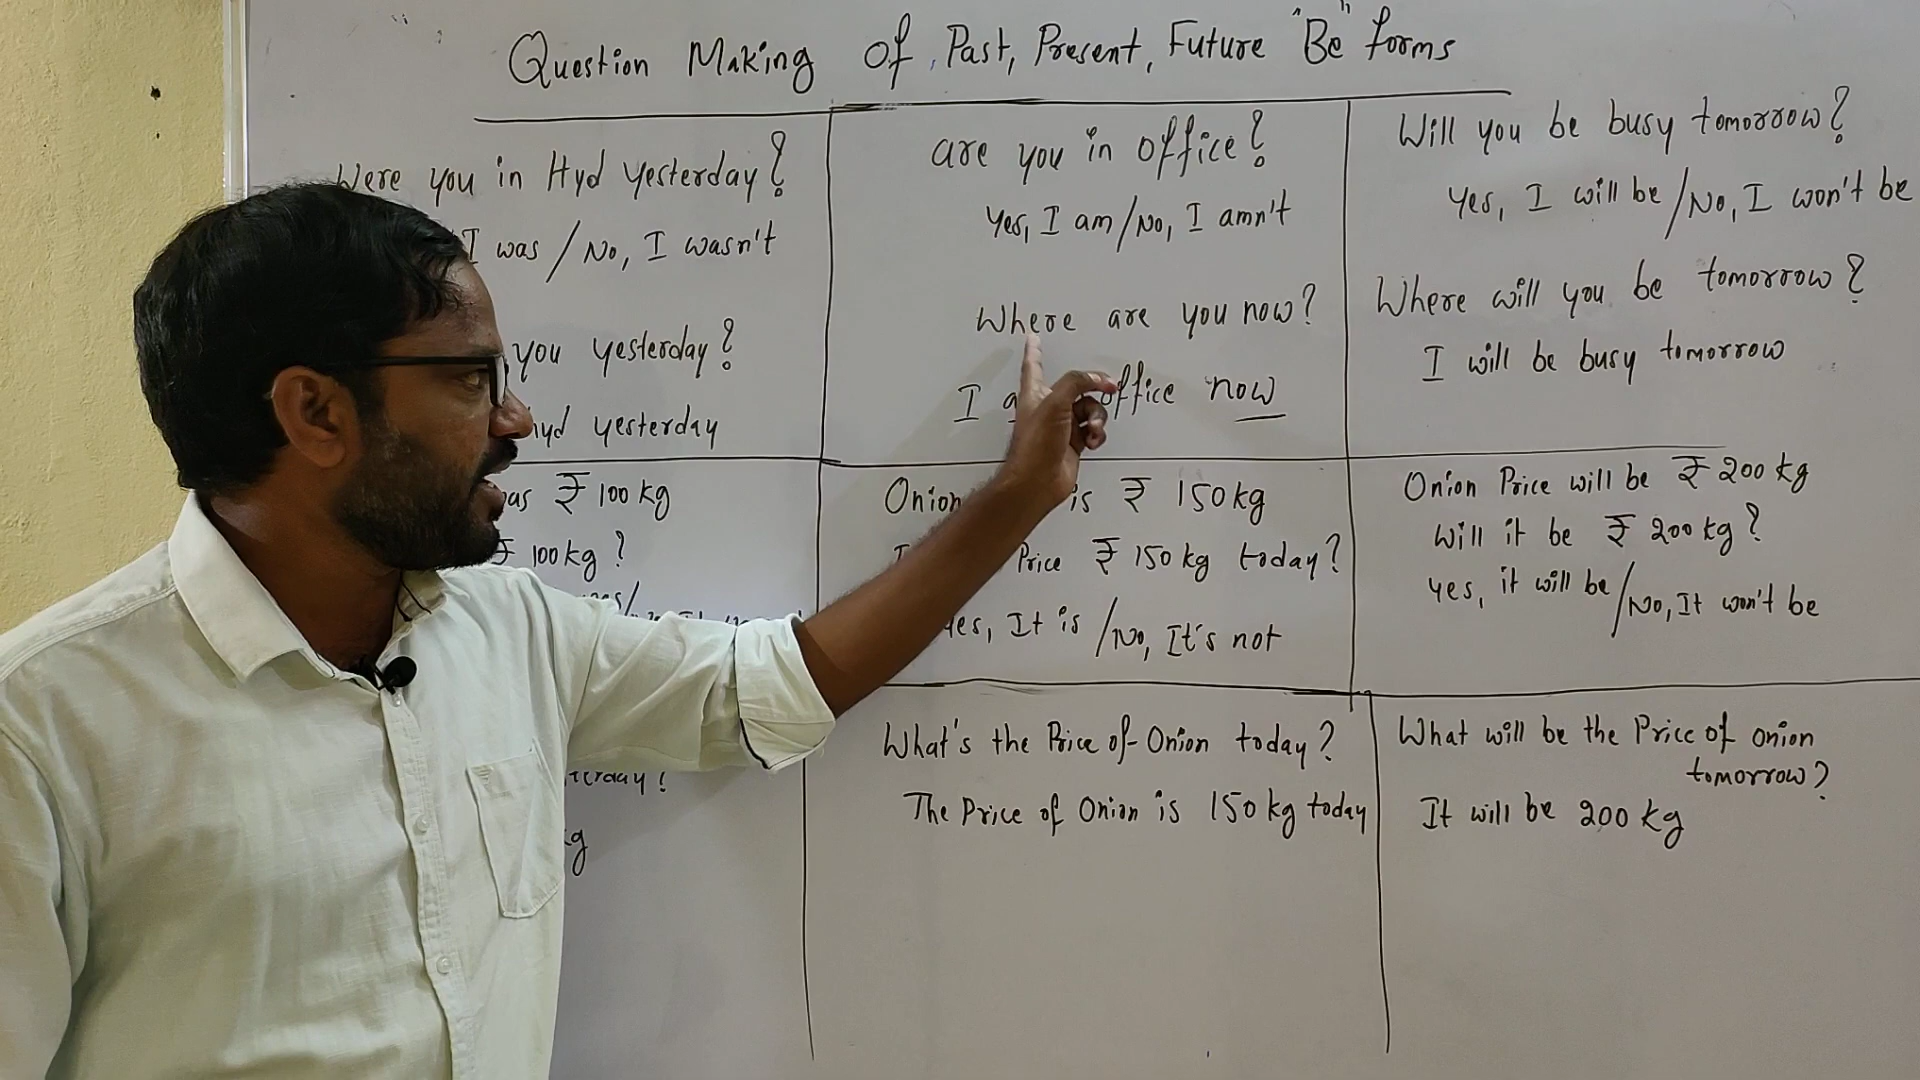 Question Making Of Past, Present, Future "Be" forms
Were you in Hyd yesterday?
I was / No, I wasn't
you yesterday?
Hyd yesterday
₹ 100 kg
₹ 100 kg ?
are you in office?
Yes, I am / No, I amn't
Where are you now?
I office now
Onion is ₹ 150 kg
Price ₹ 150 kg today?
Yes, It is / No, It's not
What's the Price of Onion today?
The Price of Onion is 150 kg today
Will you be busy tomorrow?
Yes, I will be / No, I won't be
Where will you be tomorrow?
I will be busy tomorrow
Onion Price will be ₹ 200 kg
Will it be ₹ 200 kg?
yes, it will be / No, It won't be
What will be the Price of onion
tomorrow?
It will be 200 kg